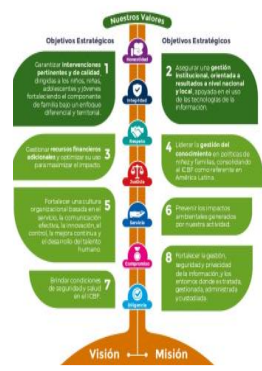 Nuestros Valores
Objetivos Estratégicos
Objetivos Estratégicos
Honestidad
1
Garantizar intervenciones
pertinentes y de calidad,
dirigidas a los niños, niñas,
adolescentes y jóvenes
fortaleciendo el componente
de familia bajo un enfoque
diferencial y territorial.
2
Asegurar una gestión
institucional, orientada a
resultados a nivel nacional
y local, apoyados en el uso
de las tecnologías de la
información.
Integridad
Respeto
3
Gestionar recursos financieros
adicionales y optimizar su uso
para maximizar el impacto.
4
Liderar la gestión del
conocimiento en políticas de
niñez y familias, consolidando
al ICBF como referente en
América Latina.
Justicia
5
Fortalecer una cultura
organizacional basada en el
servicio, la comunicación
efectiva, la innovación, el
control, la mejora continua y
el desarrollo del talento
humano.
Servicio
6
Prevenir los impactos
ambientales generados
por nuestra actividad.
Compromiso
7
Brindar condiciones
de seguridad y salud
en el ICBF.
8
Fortalecer la gestión,
seguridad y privacidad
de la información, y los
entornos donde es tratada,
gestionada, administrada
y custodiada.
Diligencia
Visión
Misión